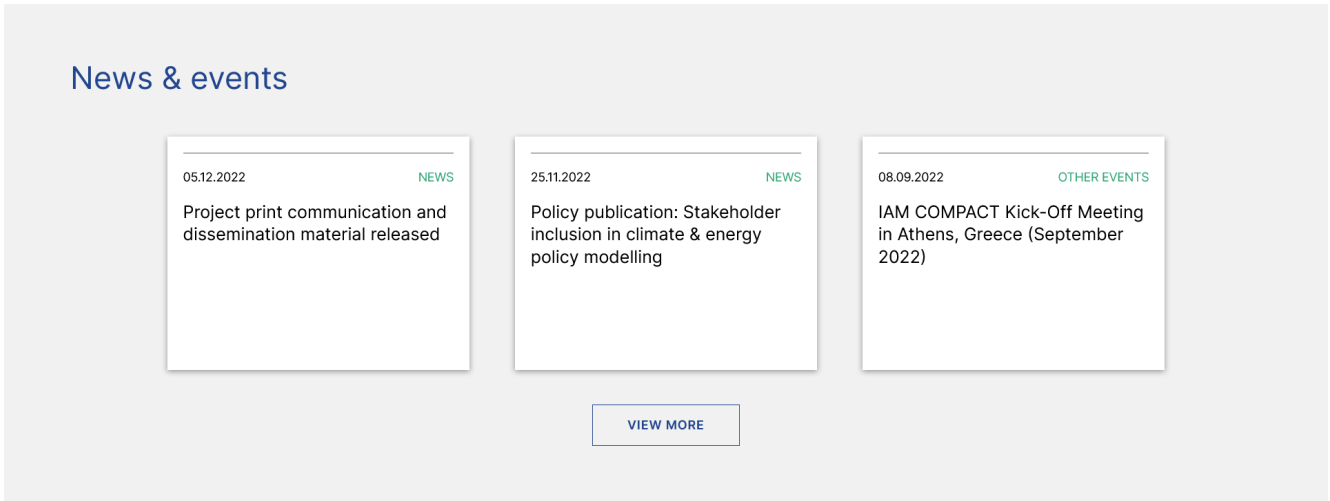 News & events
05.12.2022 NEWS
Project print communication and
dissemination material released
25.11.2022 NEWS
Policy publication: Stakeholder
inclusion in climate & energy
policy modelling
08.09.2022 OTHER EVENTS
IAM COMPACT Kick-Off Meeting
in Athens, Greece (September
2022)
VIEW MORE